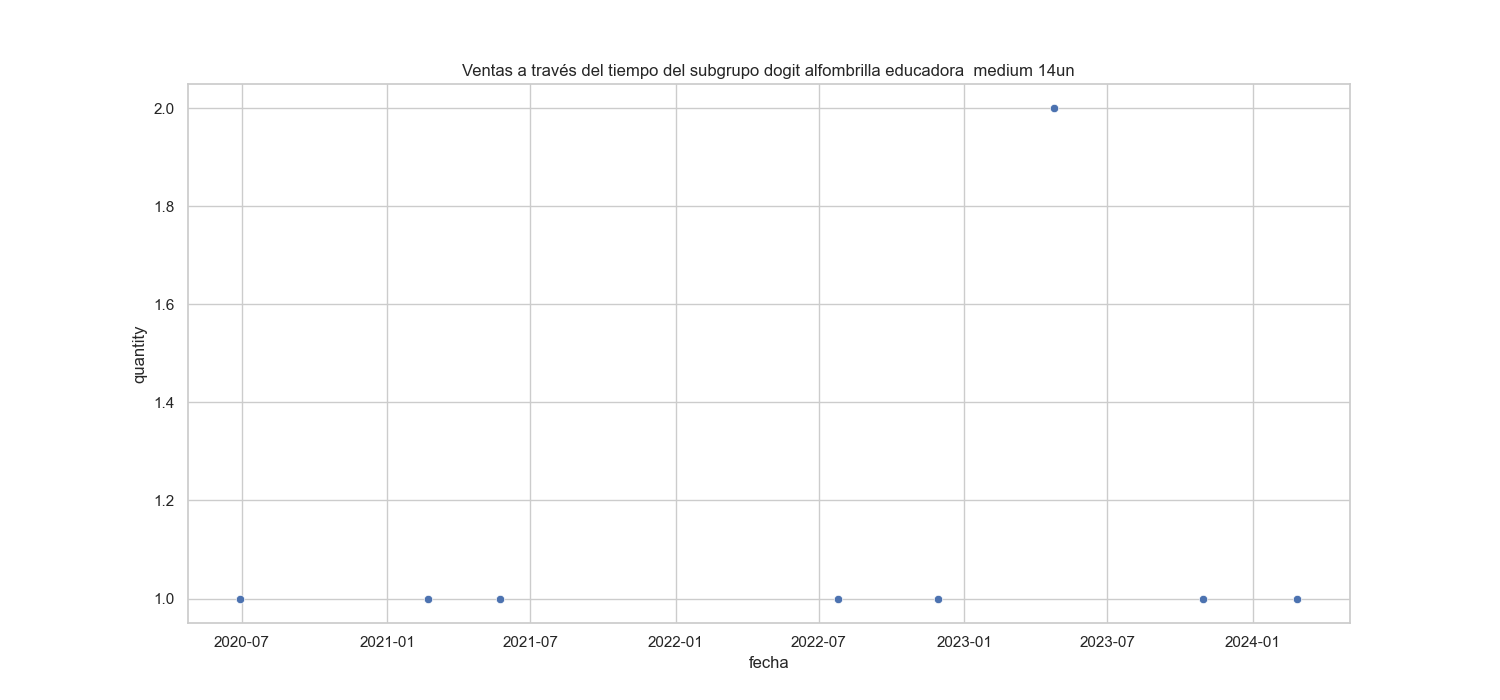 Ventas a través del tiempo del subgrupo dogit alfombrilla educadora  medium 14un
2.0
1.8
1.6
1.4
1.2
1.0
quantity
2020-07 2021-01 2021-07 2022-01 2022-07 2023-01 2023-07 2024-01
fecha